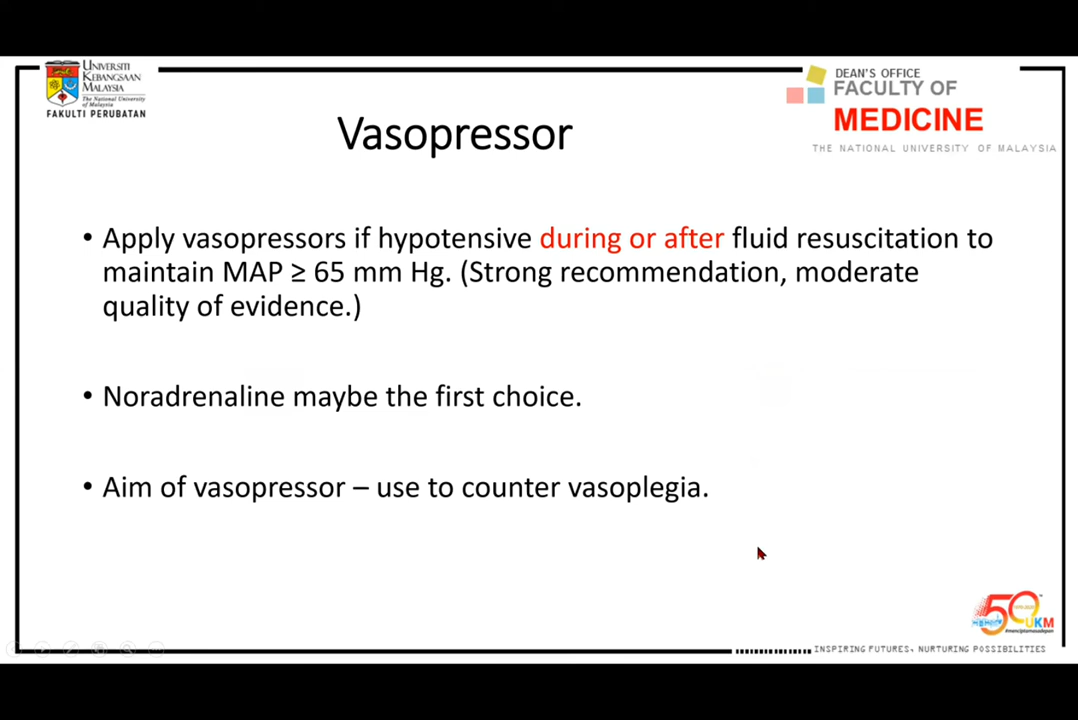 UNIVERSITI
KEBANGSAAN
MALAYSIA
The National University
of Malaysia
FAKULTI PERUBATAN
DEAN'S OFFICE
FACULTY OF
MEDICINE
THE NATIONAL UNIVERSITY OF MALAYSIA
Vasopressor
• Apply vasopressors if hypotensive during or after fluid resuscitation to
maintain MAP ≥ 65 mm Hg. (Strong recommendation, moderate
quality of evidence.)
• Noradrenaline maybe the first choice.
• Aim of vasopressor – use to counter vasoplegia.
50
UKM
INSPIRING FUTURES, NURTURING POSSIBILITIES